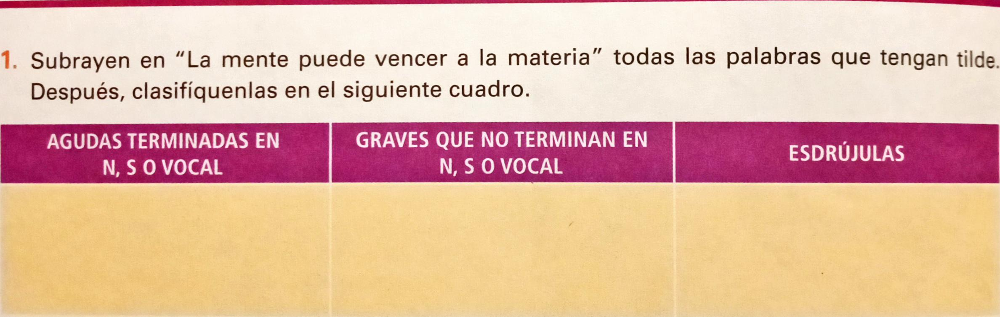 1. Subrayen en “La mente puede vencer a la materia” todas las palabras que tengan tilde.
Después, clasifíquenlas en el siguiente cuadro.
AGUDAS TERMINADAS EN
N, S O VOCAL
GRAVES QUE NO TERMINAN EN
N, S O VOCAL
ESDRÚJULAS